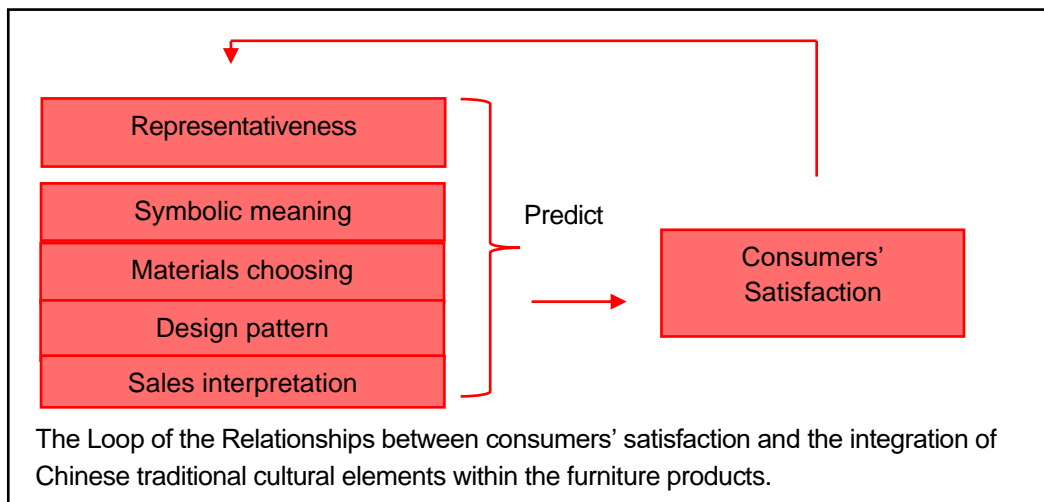 Representativeness
Symbolic meaning
Materials choosing
Design pattern
Sales interpretation
Predict
Consumers’
Satisfaction
The Loop of the Relationships between consumers’ satisfaction and the integration of
Chinese traditional cultural elements within the furniture products.